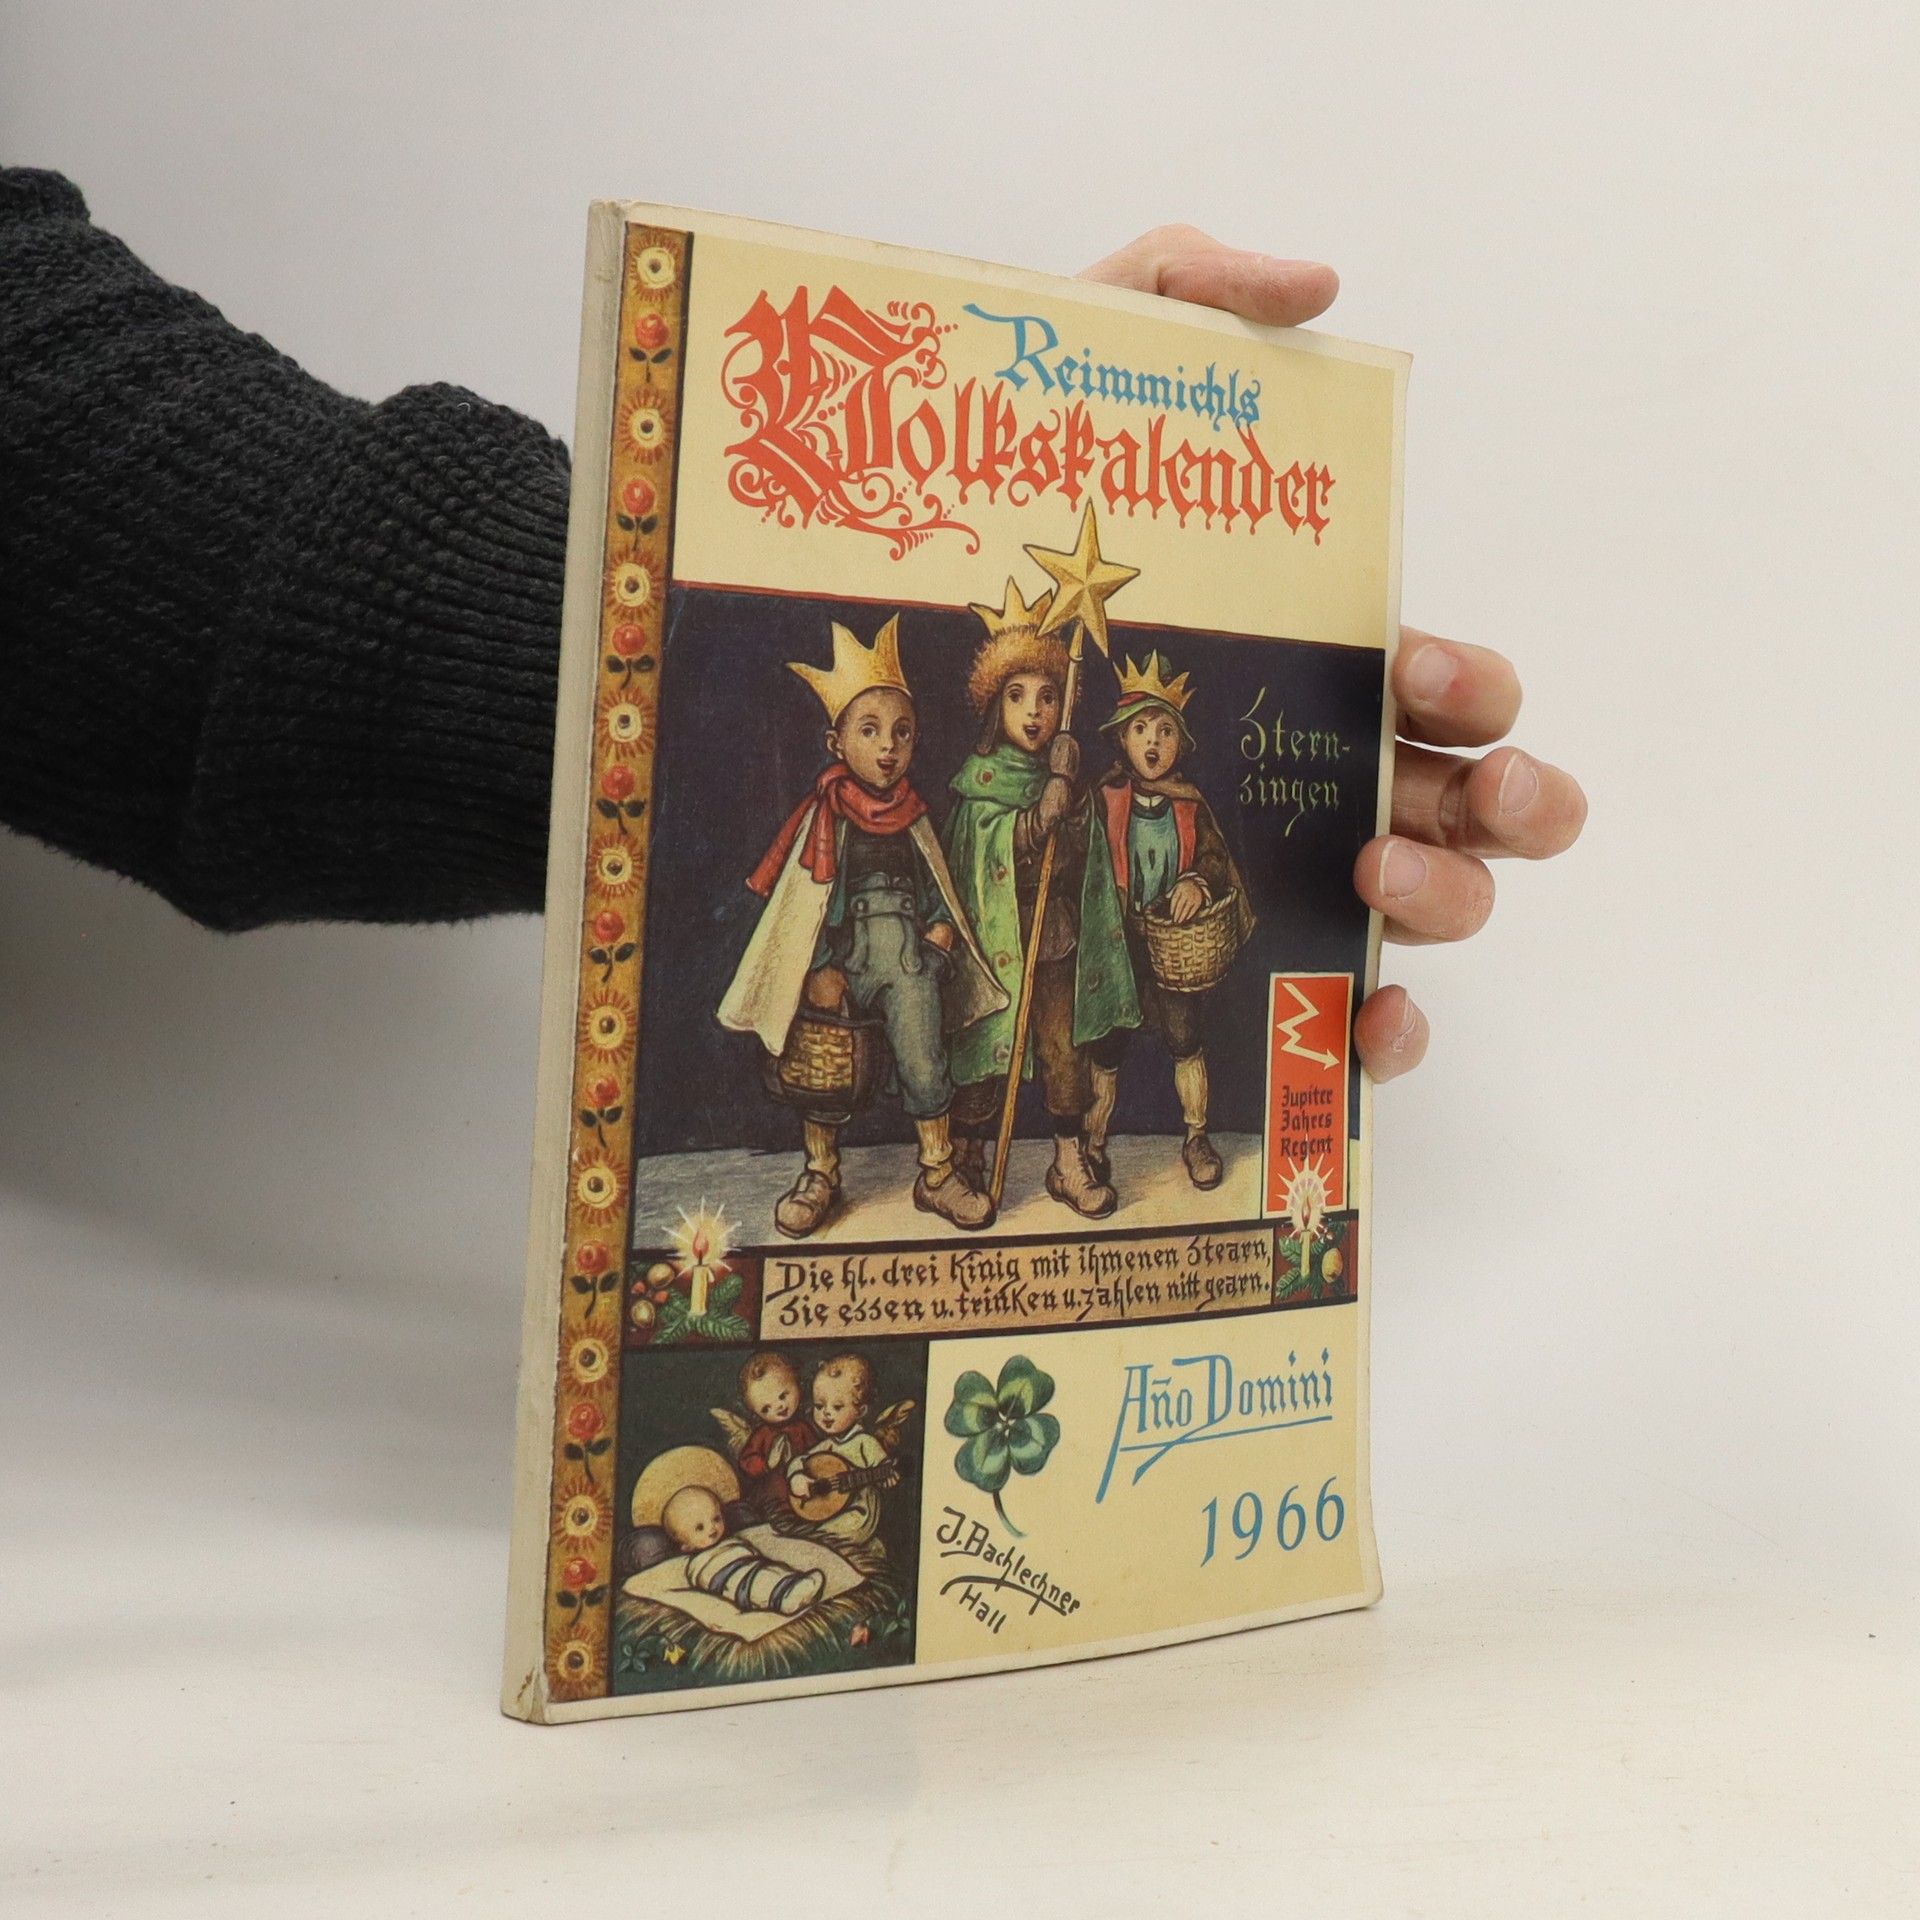 Reimmichls
Volkskalender
Stern-
singen
Jupiter
Jahres
Regent
Die hl. drei Kinig mit ihmenen Stearn,
Sie essen u. trinken u. zahlen nitt gearn.
Año Domini
1966
J. Bachlechner
Hall